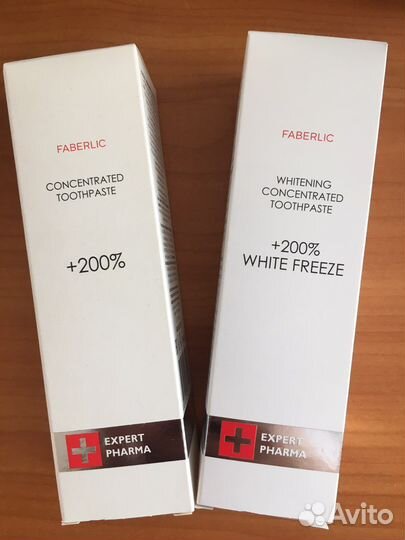 FABERLIC
CONCENTRATED
TOOTHPASTE
+200%
EXPERT
PHARMA
FABERLIC
WHITENING
CONCENTRATED
TOOTHPASTE
+200%
WHITE FREEZE
EXPERT
PHARMA
Avito